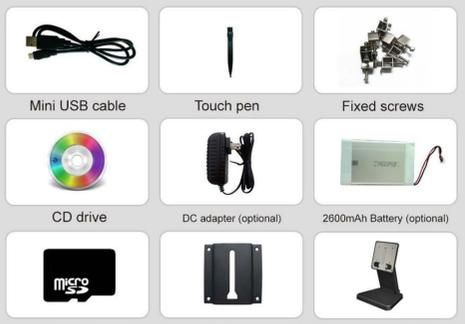 Mini USB cable
Touch pen
Fixed screws
CD drive
DC adapter (optional)
2600mAh Battery (optional)
micro
SD